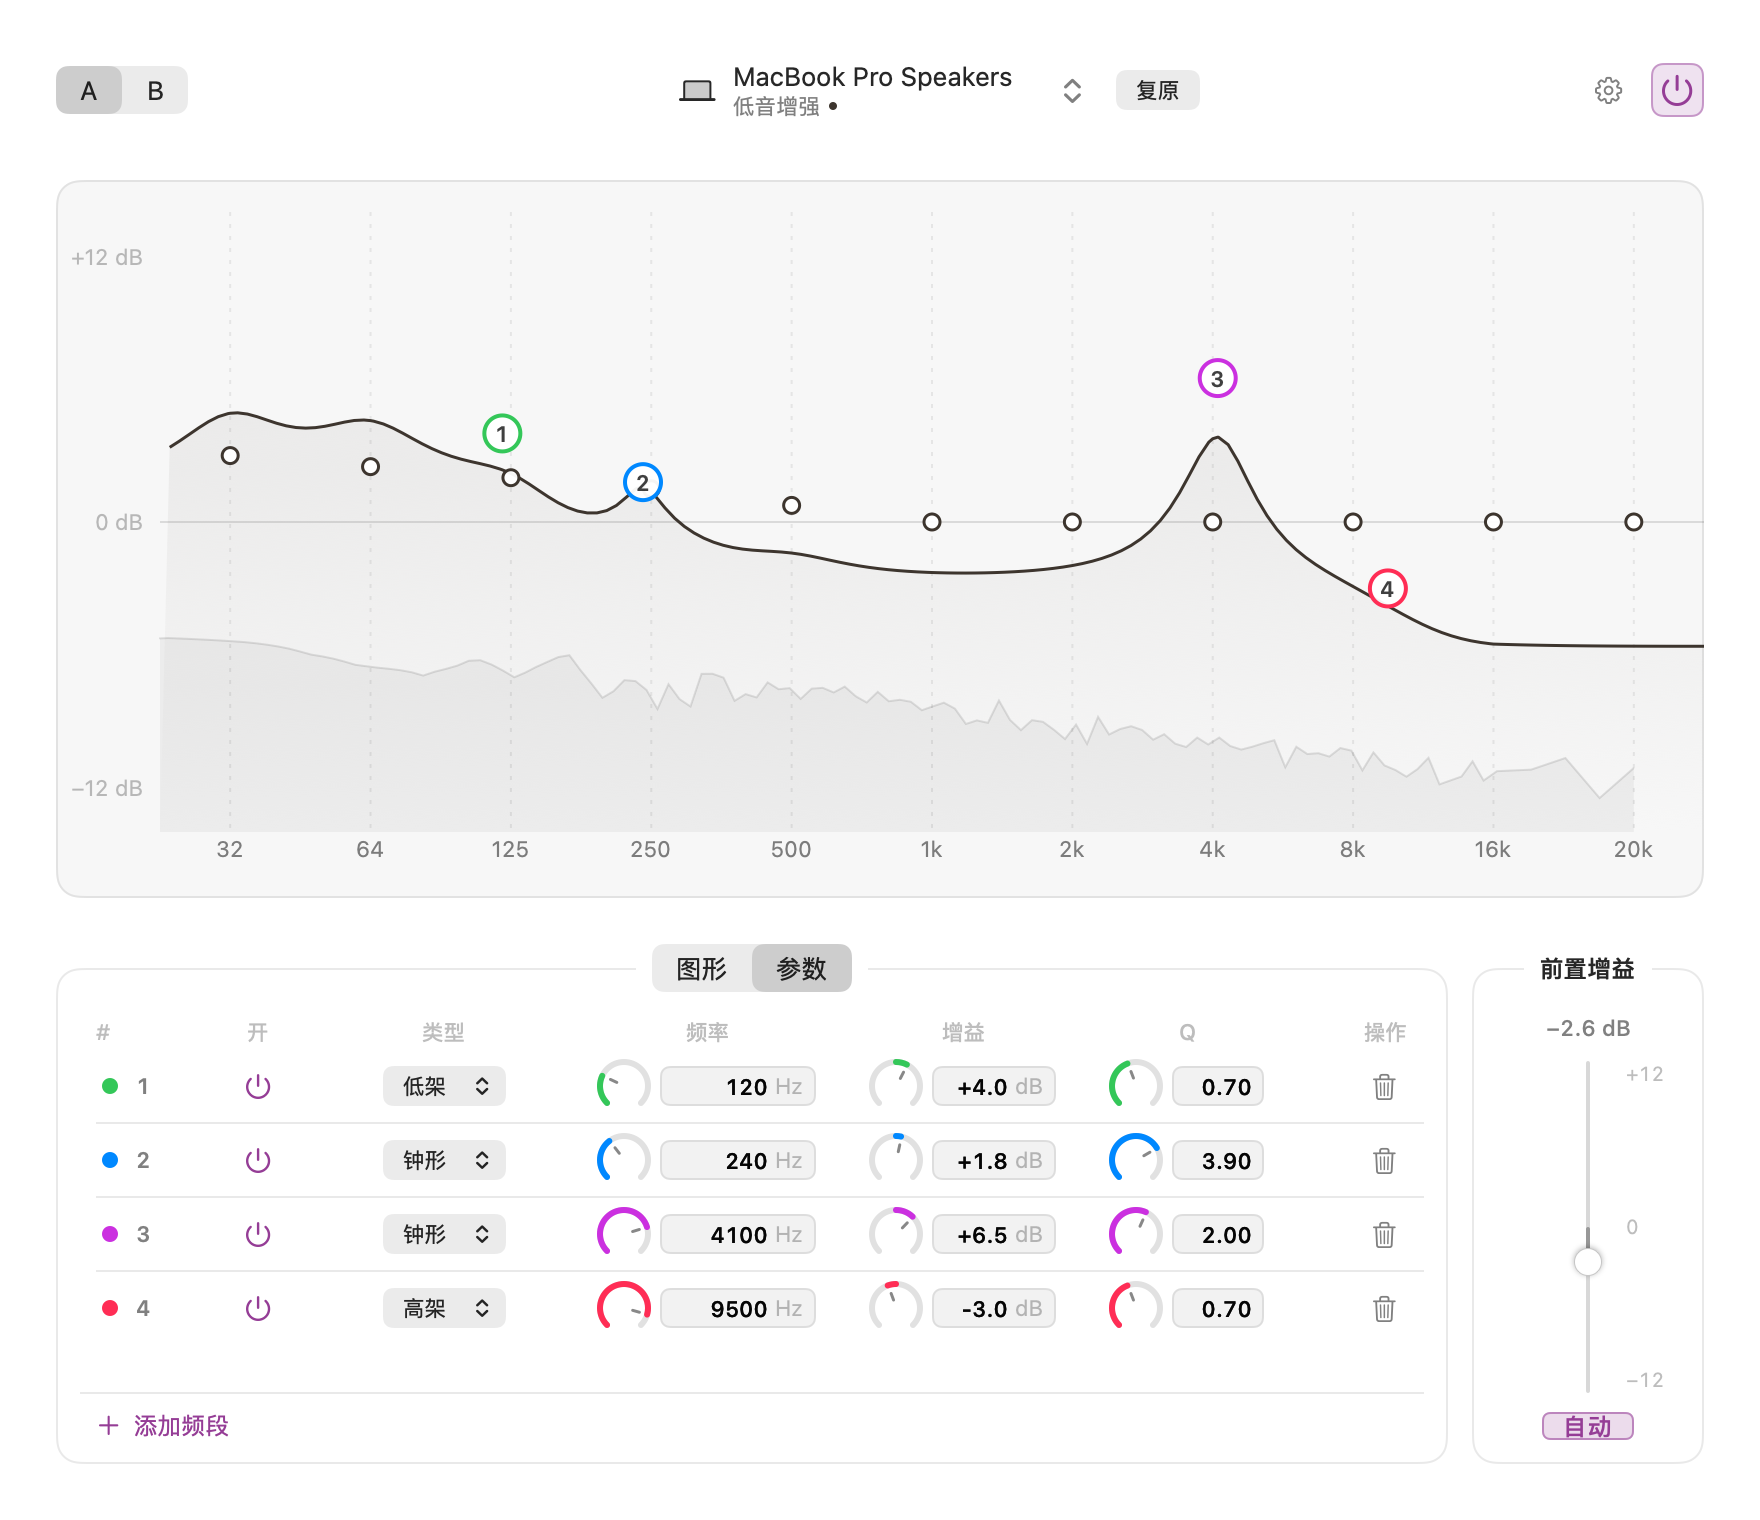 A B
MacBook Pro Speakers
低音增强 •
复原
+12 dB
0 dB
−12 dB
1
2
3
4
32 64 125 250 500 1k 2k 4k 8k 16k 20k
图形 参数
# 开 类型 频率 增益 Q 操作
1 低架 120 Hz +4.0 dB 0.70
2 钟形 240 Hz +1.8 dB 3.90
3 钟形 4100 Hz +6.5 dB 2.00
4 高架 9500 Hz -3.0 dB 0.70
+ 添加频段
前置增益
−2.6 dB
+12
0
−12
自动